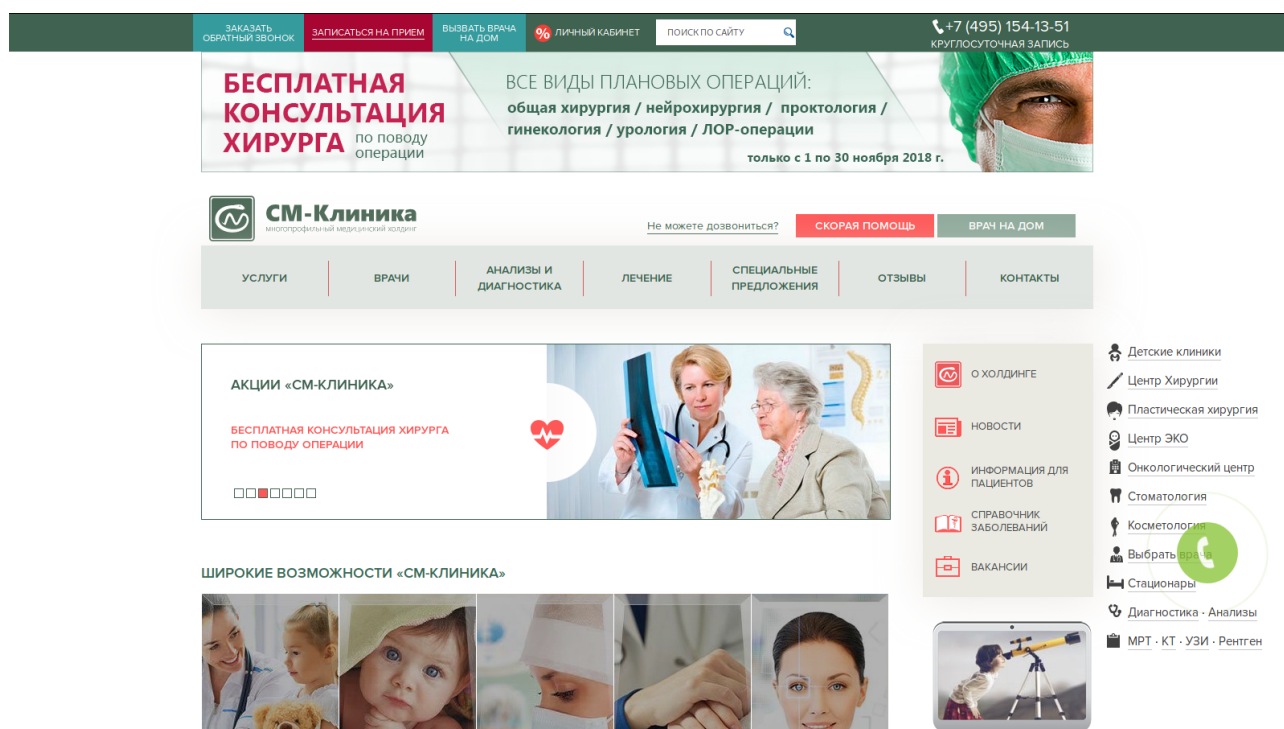 ЗАКАЗАТЬ
ОБРАТНЫЙ ЗВОНОК
ЗАПИСАТЬСЯ НА ПРИЕМ
ВЫЗВАТЬ ВРАЧА
НА ДОМ
% ЛИЧНЫЙ КАБИНЕТ
ПОИСК ПО САЙТУ
+7 (495) 154-13-51
КРУГЛОСУТОЧНАЯ ЗАПИСЬ
БЕСПЛАТНАЯ
КОНСУЛЬТАЦИЯ
ХИРУРГА по поводу
операции
ВСЕ ВИДЫ ПЛАНОВЫХ ОПЕРАЦИЙ:
общая хирургия / нейрохирургия / проктология /
гинекология / урология / ЛОР-операции
только с 1 по 30 ноября 2018 г.
СМ-Клиника
многопрофильный медицинский холдинг
Не можете дозвониться?
СКОРАЯ ПОМОЩЬ
ВРАЧ НА ДОМ
УСЛУГИ
ВРАЧИ
АНАЛИЗЫ И
ДИАГНОСТИКА
ЛЕЧЕНИЕ
СПЕЦИАЛЬНЫЕ
ПРЕДЛОЖЕНИЯ
ОТЗЫВЫ
КОНТАКТЫ
АКЦИИ «СМ-КЛИНИКА»
БЕСПЛАТНАЯ КОНСУЛЬТАЦИЯ ХИРУРГА
ПО ПОВОДУ ОПЕРАЦИИ
О ХОЛДИНГЕ
НОВОСТИ
ИНФОРМАЦИЯ ДЛЯ
ПАЦИЕНТОВ
СПРАВОЧНИК
ЗАБОЛЕВАНИЙ
ВАКАНСИИ
Детские клиники
Центр Хирургии
Пластическая хирургия
Центр ЭКО
Онкологический центр
Стоматология
Косметология
Выбрать врача
Стационары
Диагностика · Анализы
МРТ · КТ · УЗИ · Рентген
ШИРОКИЕ ВОЗМОЖНОСТИ «СМ-КЛИНИКА»